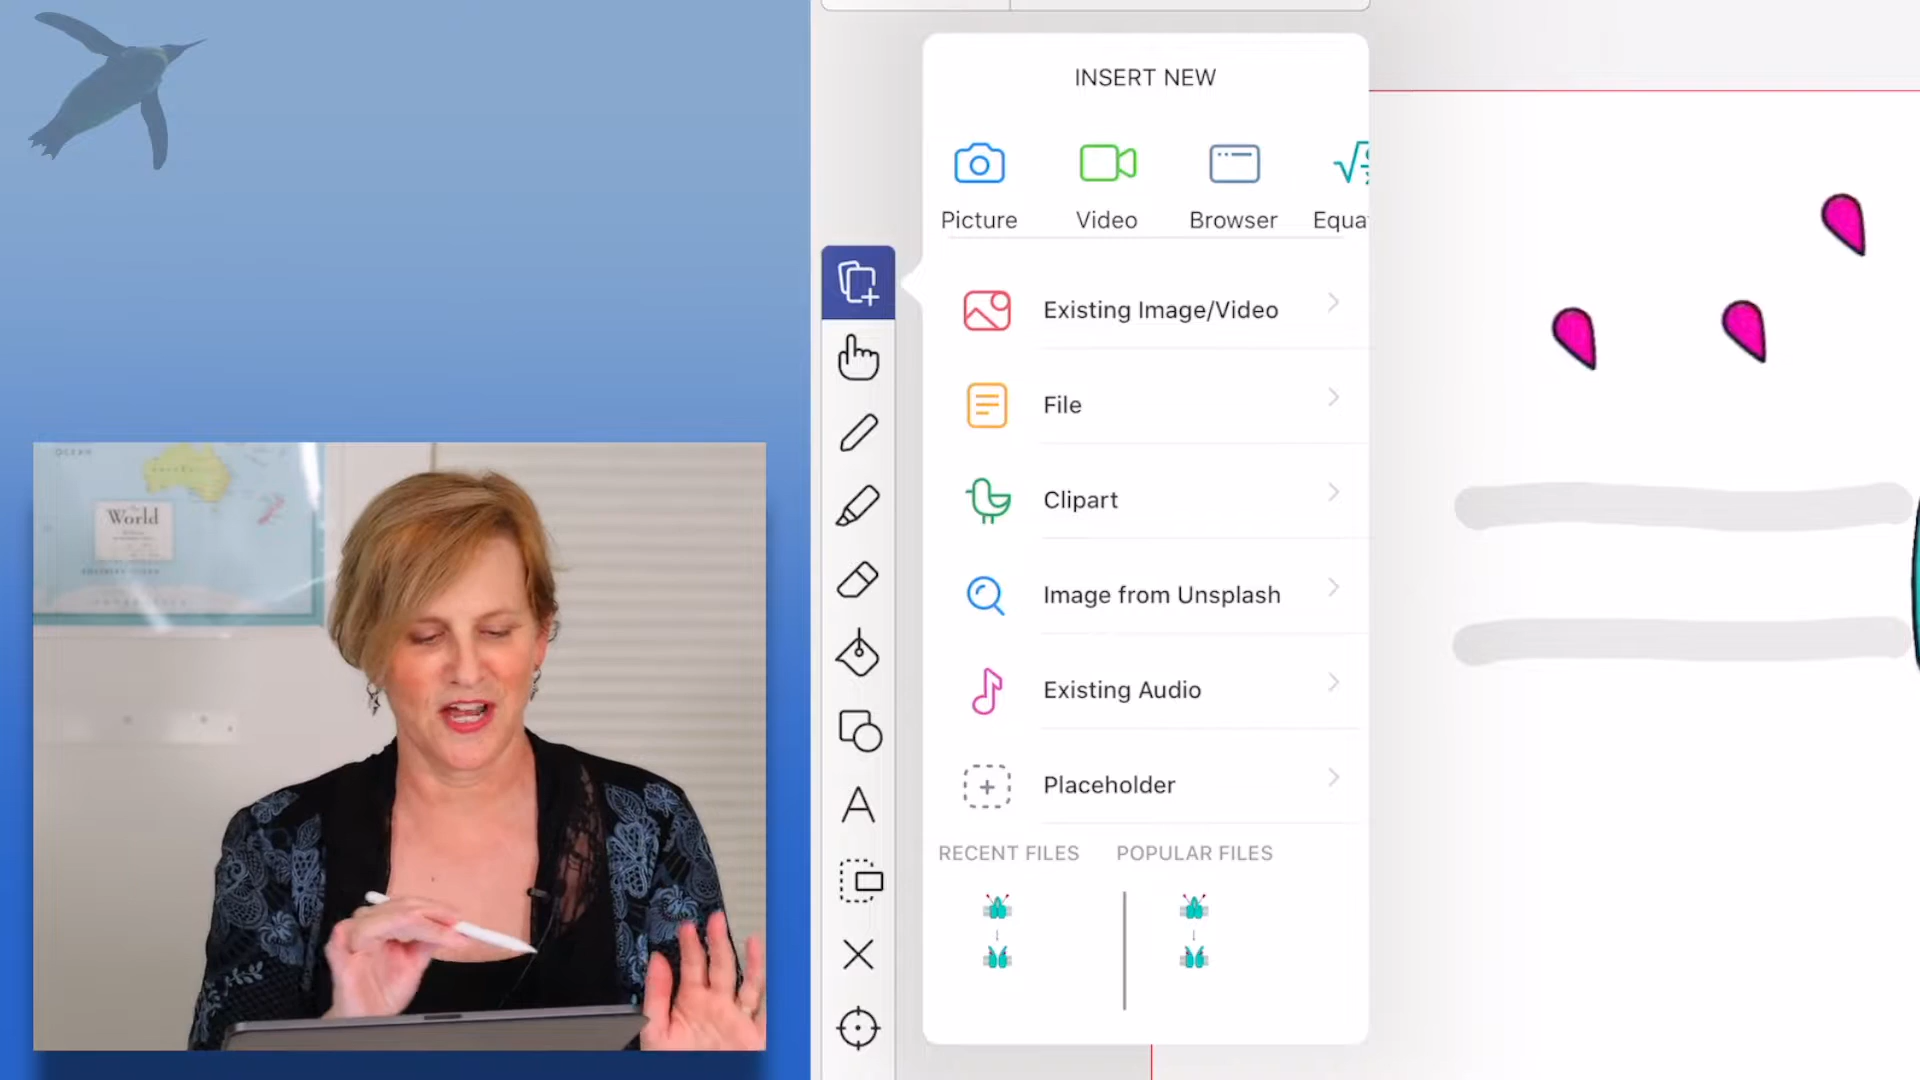 INSERT NEW
Picture
Video
Browser
Equa
Existing Image/Video
File
Clipart
Image from Unsplash
Existing Audio
Placeholder
RECENT FILES
POPULAR FILES
OCEAN
World